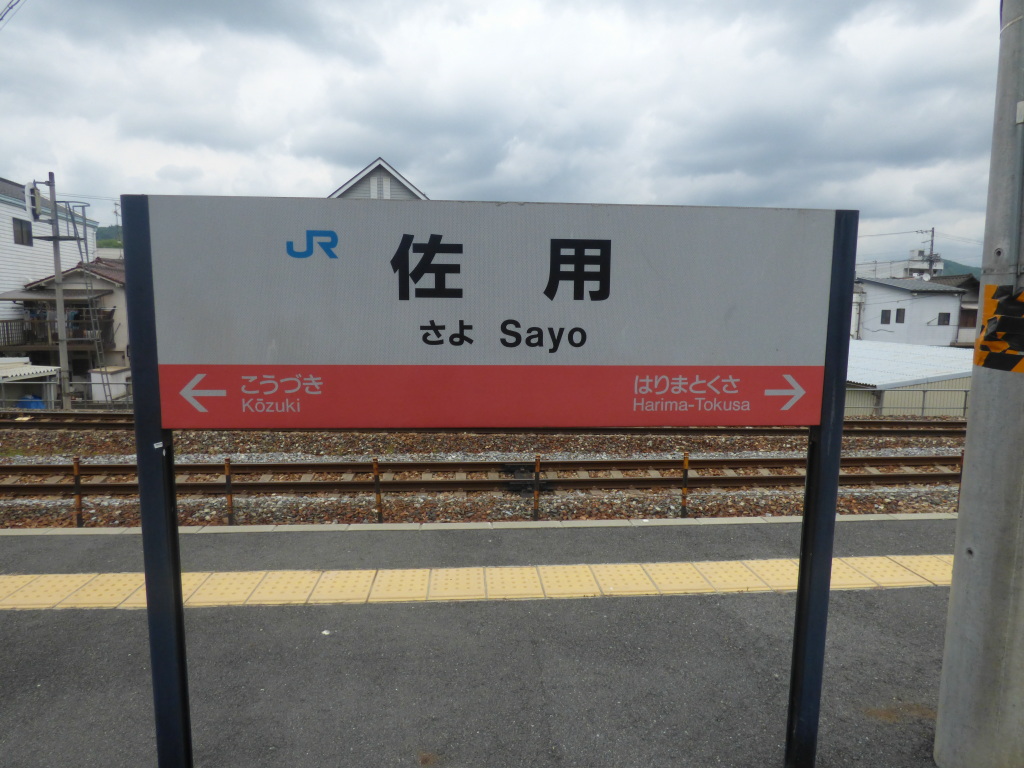 JR 佐用
さよ Sayo
← こうづき はりまとくさ →
Kōzuki Harima-Tokusa